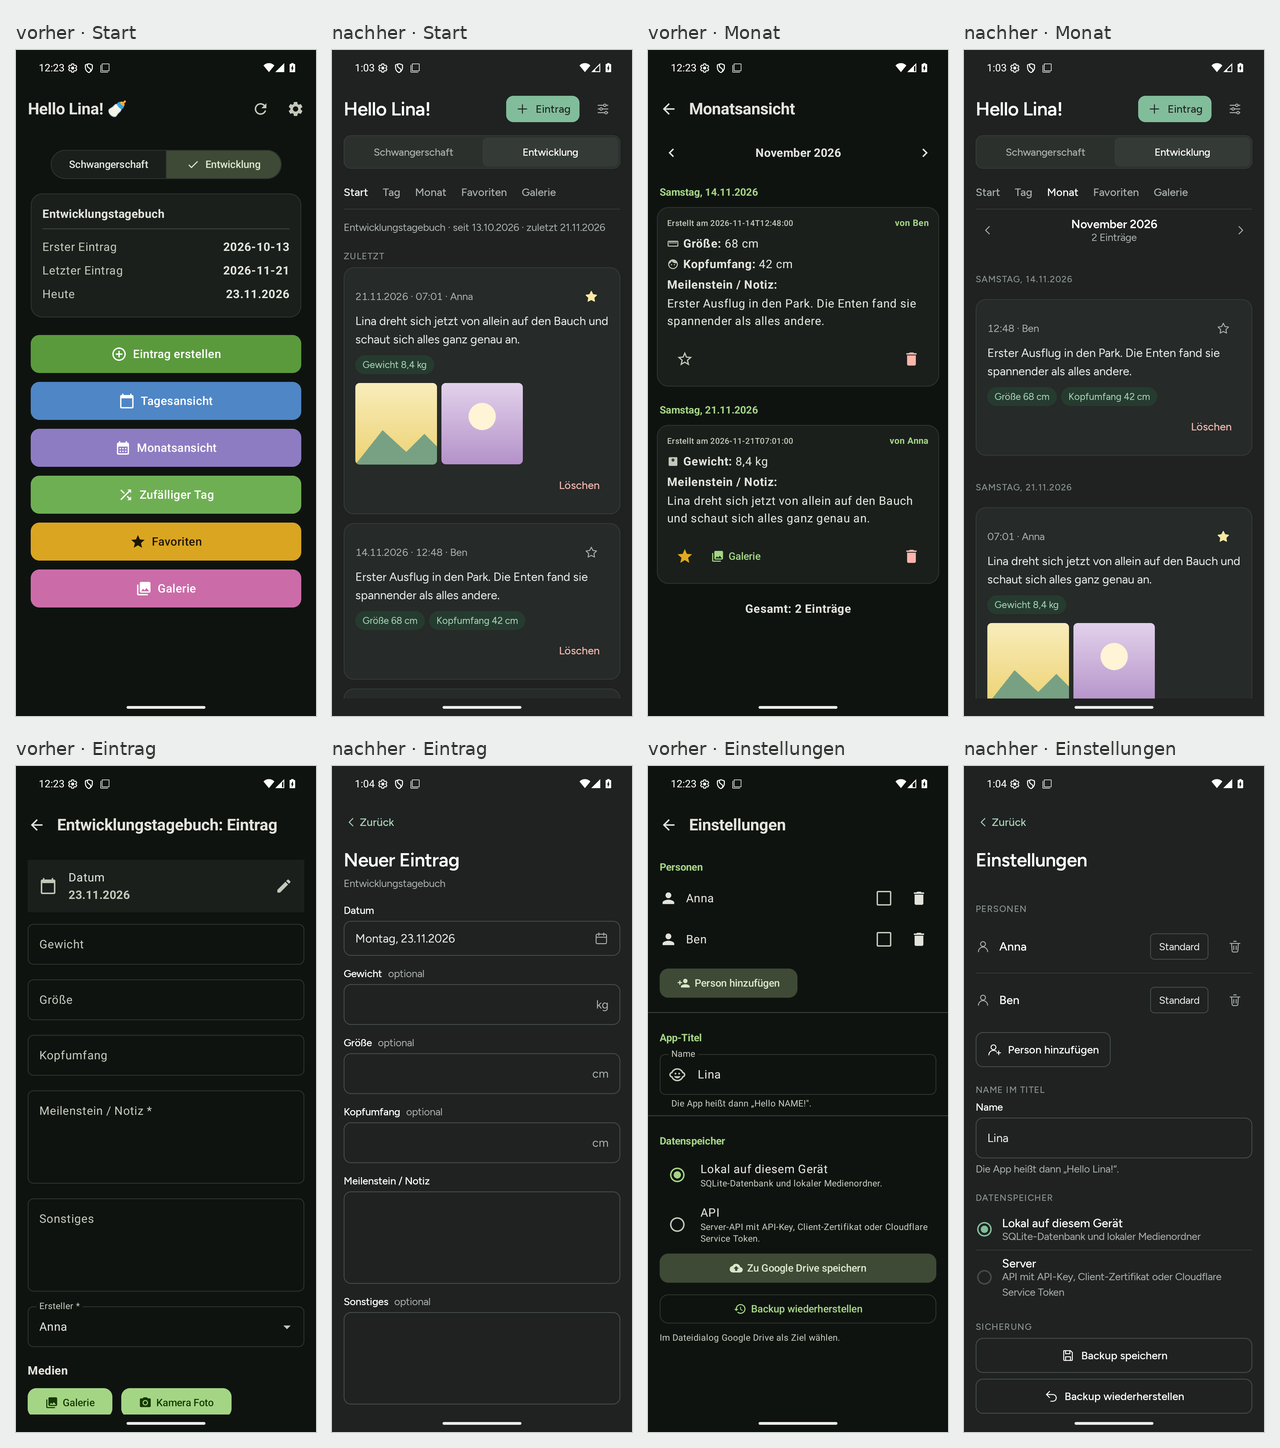 vorher · Start
12:23
Hello Lina!
Schwangerschaft
Entwicklung
Entwicklungstagebuch
Erster Eintrag 2026-10-13
Letzter Eintrag 2026-11-21
Heute 23.11.2026
Eintrag erstellen
Tagesansicht
Monatsansicht
Zufälliger Tag
Favoriten
Galerie
nachher · Start
1:03
Hello Lina!
Eintrag
Schwangerschaft
Entwicklung
Start Tag Monat Favoriten Galerie
Entwicklungstagebuch · seit 13.10.2026 · zuletzt 21.11.2026
ZULETZT
21.11.2026 · 07:01 · Anna
Lina dreht sich jetzt von allein auf den Bauch und
schaut sich alles ganz genau an.
Gewicht 8,4 kg
Löschen
14.11.2026 · 12:48 · Ben
Erster Ausflug in den Park. Die Enten fand sie
spannender als alles andere.
Größe 68 cm
Kopfumfang 42 cm
Löschen
vorher · Monat
12:23
Monatsansicht
November 2026
Samstag, 14.11.2026
Erstellt am 2026-11-14T12:48:00 von Ben
Größe: 68 cm
Kopfumfang: 42 cm
Meilenstein / Notiz:
Erster Ausflug in den Park. Die Enten fand sie
spannender als alles andere.
Samstag, 21.11.2026
Erstellt am 2026-11-21T07:01:00 von Anna
Gewicht: 8,4 kg
Meilenstein / Notiz:
Lina dreht sich jetzt von allein auf den Bauch
und schaut sich alles ganz genau an.
Galerie
Gesamt: 2 Einträge
nachher · Monat
1:03
Hello Lina!
Eintrag
Schwangerschaft
Entwicklung
Start Tag Monat Favoriten Galerie
November 2026
2 Einträge
SAMSTAG, 14.11.2026
12:48 · Ben
Erster Ausflug in den Park. Die Enten fand sie
spannender als alles andere.
Größe 68 cm
Kopfumfang 42 cm
Löschen
SAMSTAG, 21.11.2026
07:01 · Anna
Lina dreht sich jetzt von allein auf den Bauch und
schaut sich alles ganz genau an.
Gewicht 8,4 kg
vorher · Eintrag
12:23
Entwicklungstagebuch: Eintrag
Datum
23.11.2026
Gewicht
Größe
Kopfumfang
Meilenstein / Notiz *
Sonstiges
Ersteller *
Anna
Medien
Galerie
Kamera Foto
nachher · Eintrag
1:04
Zurück
Neuer Eintrag
Entwicklungstagebuch
Datum
Montag, 23.11.2026
Gewicht optional
kg
Größe optional
cm
Kopfumfang optional
cm
Meilenstein / Notiz
Sonstiges optional
vorher · Einstellungen
12:23
Einstellungen
Personen
Anna
Ben
Person hinzufügen
App-Titel
Name
Lina
Die App heißt dann „Hello NAME!“.
Datenspeicher
Lokal auf diesem Gerät
SQLite-Datenbank und lokaler Medienordner.
API
Server-API mit API-Key, Client-Zertifikat oder Cloudflare
Service Token.
Zu Google Drive speichern
Backup wiederherstellen
Im Dateidialog Google Drive als Ziel wählen.
nachher · Einstellungen
1:04
Zurück
Einstellungen
PERSONEN
Anna Standard
Ben Standard
Person hinzufügen
NAME IM TITEL
Name
Lina
Die App heißt dann „Hello Lina!“.
DATENSPEICHER
Lokal auf diesem Gerät
SQLite-Datenbank und lokaler Medienordner
Server
API mit API-Key, Client-Zertifikat oder Cloudflare
Service Token
SICHERUNG
Backup speichern
Backup wiederherstellen